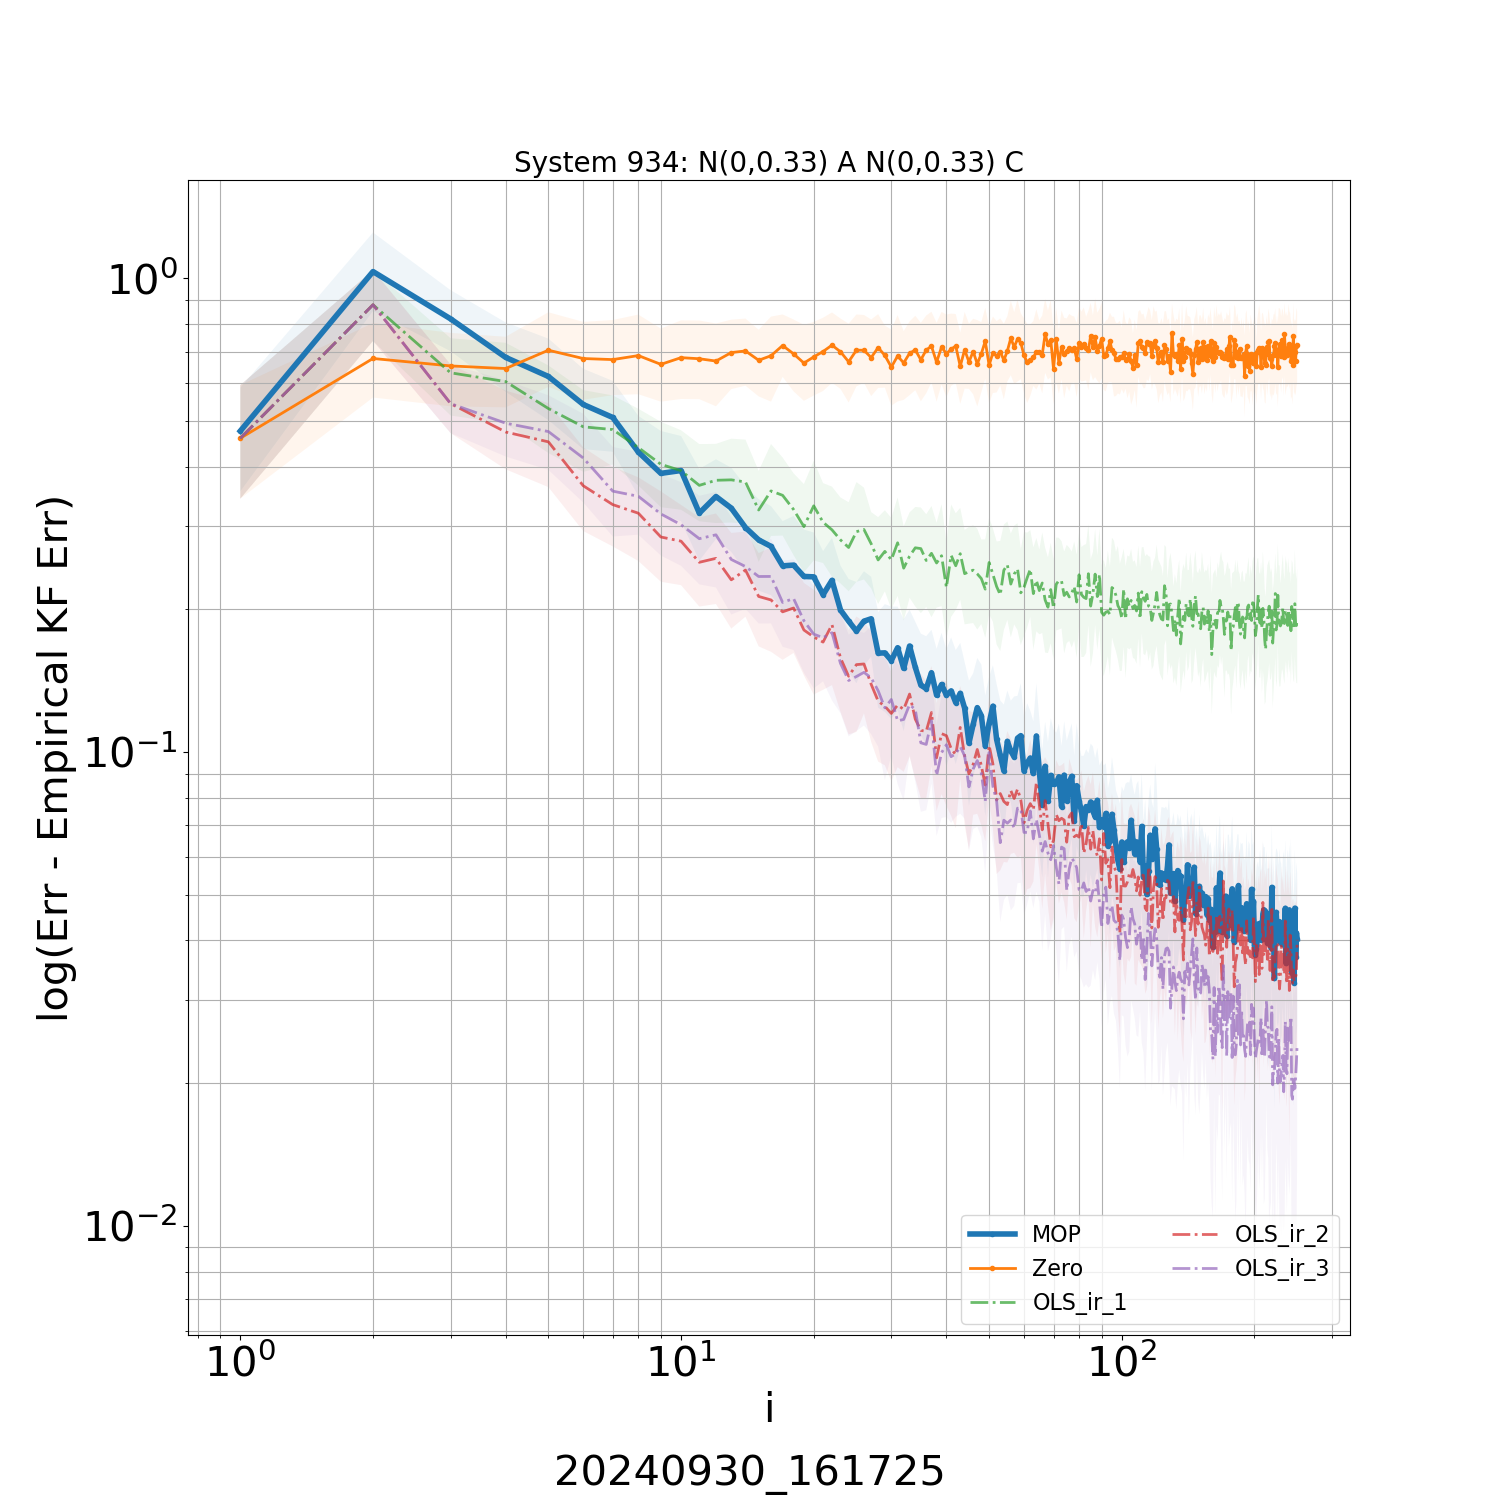 System 934: N(0,0.33) A N(0,0.33) C
log(Err - Empirical KF Err)
10⁰
10⁻¹
10⁻²
MOP
Zero
OLS_ir_1
OLS_ir_2
OLS_ir_3
10⁰ 10¹ 10²
i
20240930_161725